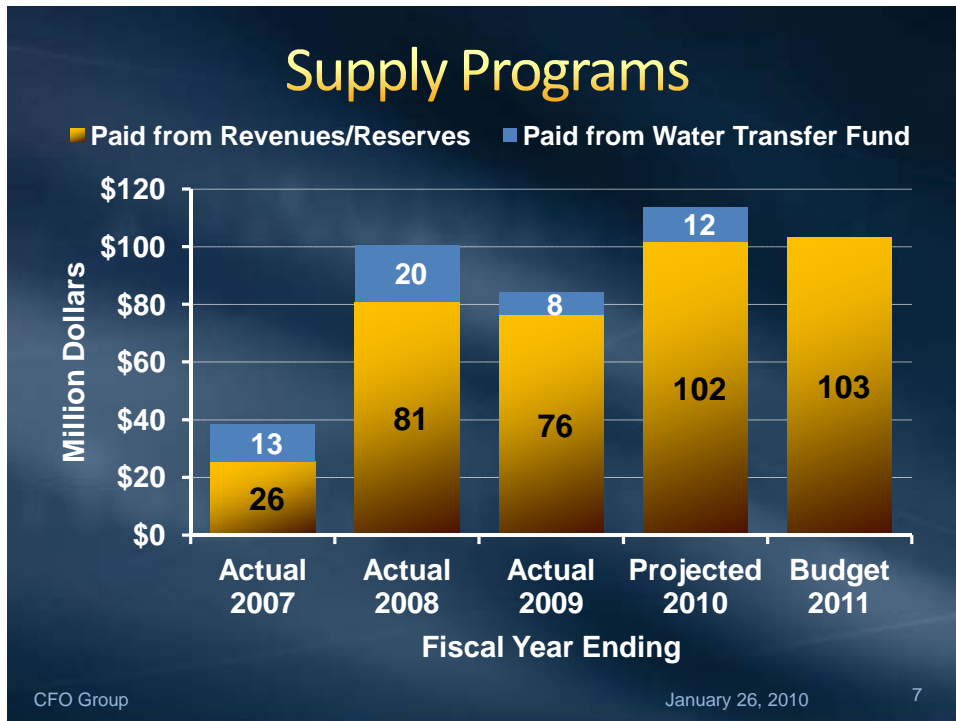 Supply Programs
Paid from Revenues/Reserves Paid from Water Transfer Fund
$120
$100
$80
$60
$40
$20
$0
Million Dollars
13
26
20
81
8
76
12
102
103
Actual Actual Actual Projected Budget
2007 2008 2009 2010 2011
Fiscal Year Ending
CFO Group January 26, 2010 7